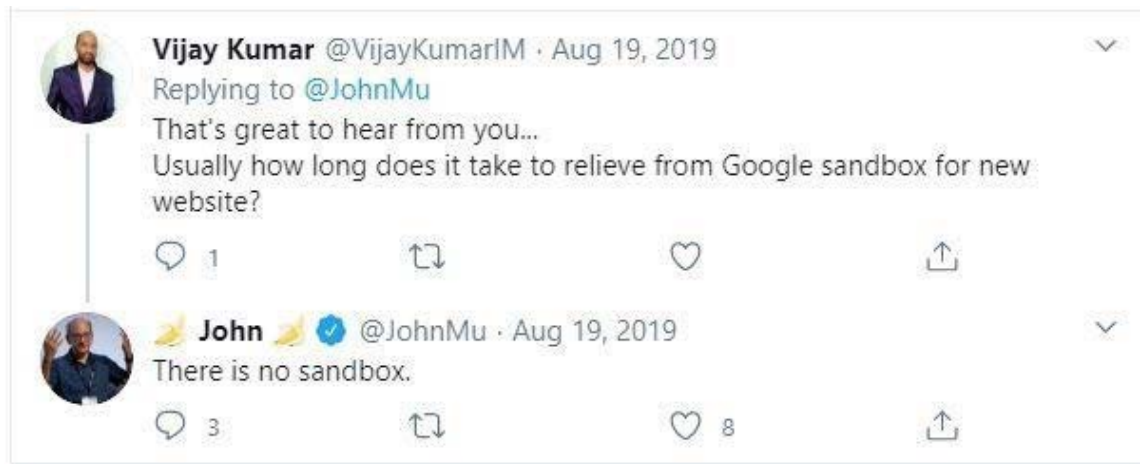 Vijay Kumar @VijayKumarIM · Aug 19, 2019
Replying to @JohnMu
That's great to hear from you...
Usually how long does it take to relieve from Google sandbox for new
website?
1
🍌 John 🍌 @JohnMu · Aug 19, 2019
There is no sandbox.
3 8